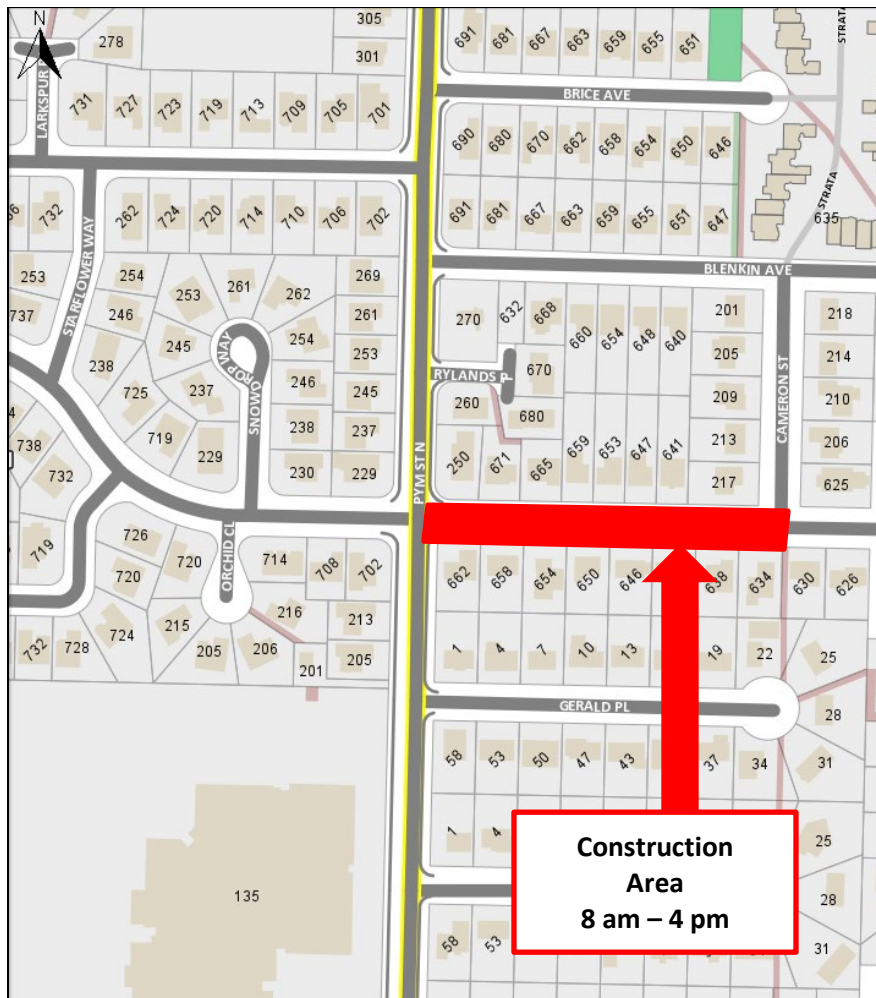 N
305
301
278
LARKSPUR
731 727 723 719 713 709 705 701
691 681 667 663 659 655 651
BRICE AVE
STRATA
690 680 670 662 658 654 650 646
STRATA
635
732 262 724 720 714 710 706 702
691 681 667 663 659 655 651 647
STARFLOWER WAY
BLENKIN AVE
253
737
254
246
238
253 261 262
269
261
253
245
254
246
238
230
237
229
245
237
229
725
719
SNOWDROP WAY
PYM ST N
270 632 668
660 654 648 640
201
205
209
213
217
218
214
210
206
625
CAMERON ST
RYLANDS
670
680
260
250 671 665 659 653 647 641
738
732
719
726
720
720
ORCHID CL
714 708 702
216
213
205
732 728 724 215 205 206 201
662 658 654 650 646 638 634 630 626
1 4 7 10 13 19 22 25
GERALD PL
28
31
58 53 50 47 43 37 34
1 4
25
28
31
58 53
135
Construction
Area
8 am – 4 pm